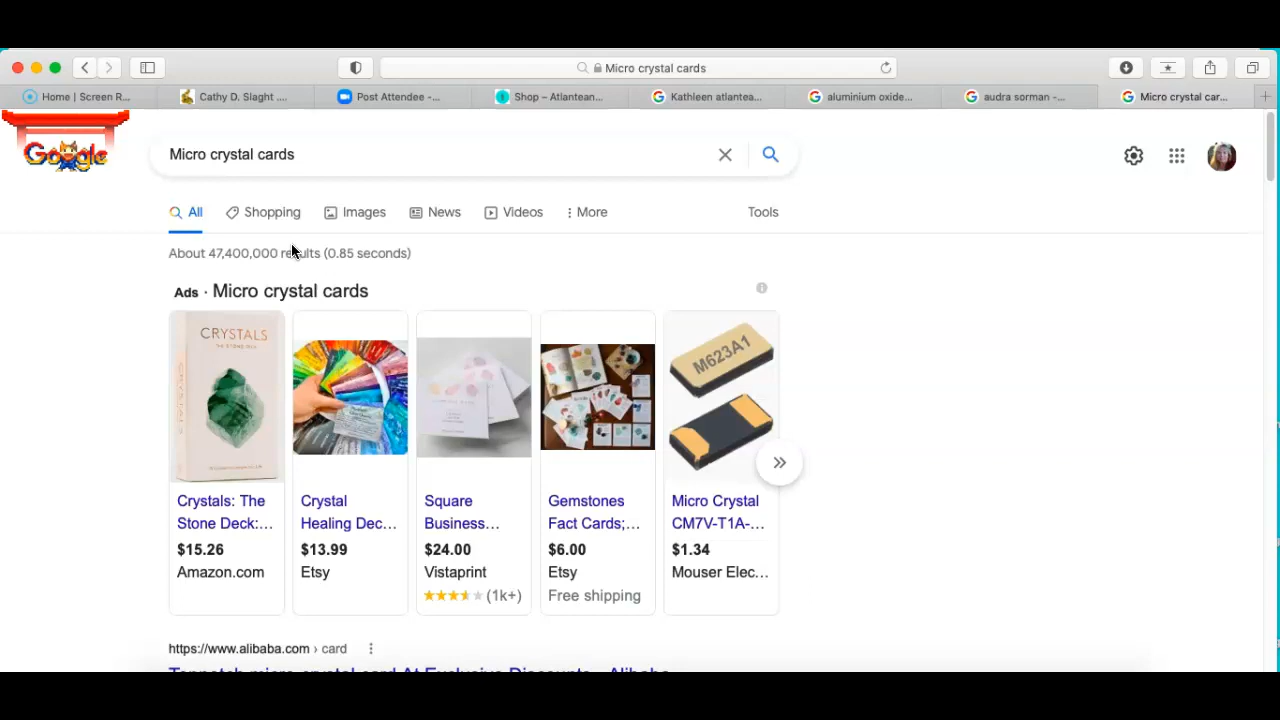 Micro crystal cards
Home | Screen R...
Cathy D. Slaght ....
Post Attendee -...
Shop – Atlantean...
Kathleen atlantea...
aluminium oxide...
audra sorman -...
Micro crystal car...
Google
Micro crystal cards
All
Shopping
Images
News
Videos
More
Tools
About 47,400,000 results (0.85 seconds)
Ads · Micro crystal cards
CRYSTALS
CRYSTALS
M623A1
Crystals: The
Stone Deck:...
$15.26
Amazon.com
Crystal
Healing Dec...
$13.99
Etsy
Square
Business...
$24.00
Vistaprint
(1k+)
Gemstones
Fact Cards;...
$6.00
Etsy
Free shipping
Micro Crystal
CM7V-T1A-...
$1.34
Mouser Elec...
https://www.alibaba.com › card